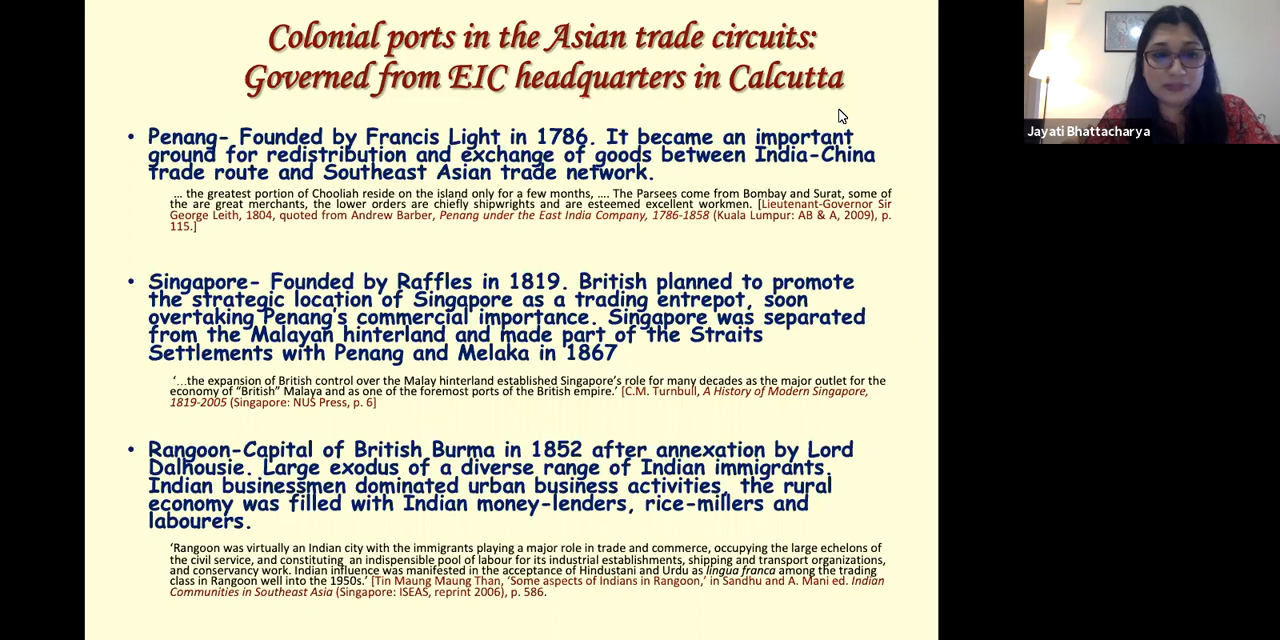 Colonial ports in the Asian trade circuits:
Governed from EIC headquarters in Calcutta
Jayati Bhattacharya
• Penang- Founded by Francis Light in 1786. It became an important
ground for redistribution and exchange of goods between India-China
trade route and Southeast Asian trade network.
… the greatest portion of Chooliah reside on the island only for a few months, …. The Parsees come from Bombay and Surat, some of
the are great merchants, the lower orders are chiefly shipwrights and are esteemed excellent workmen. [Lieutenant-Governor Sir
George Leith, 1804, quoted from Andrew Barber, Penang under the East India Company, 1786-1858 (Kuala Lumpur: AB & A, 2009), p.
115.]
• Singapore- Founded by Raffles in 1819. British planned to promote
the strategic location of Singapore as a trading entrepot, soon
overtaking Penang's commercial importance. Singapore was separated
from the Malayan hinterland and made part of the Straits
Settlements with Penang and Melaka in 1867
'…the expansion of British control over the Malay hinterland established Singapore's role for many decades as the major outlet for the
economy of "British" Malaya and as one of the foremost ports of the British empire.' [C.M. Turnbull, A History of Modern Singapore,
1819-2005 (Singapore: NUS Press, p. 6]
• Rangoon-Capital of British Burma in 1852 after annexation by Lord
Dalhousie. Large exodus of a diverse range of Indian immigrants.
Indian businessmen dominated urban business activities, the rural
economy was filled with Indian money-lenders, rice-millers and
labourers.
'Rangoon was virtually an Indian city with the immigrants playing a major role in trade and commerce, occupying the large echelons of
the civil service, and constituting an indispensible pool of labour for its industrial establishments, shipping and transport organizations,
and conservancy work. Indian influence was manifested in the acceptance of Hindustani and Urdu as lingua franca among the trading
class in Rangoon well into the 1950s.' [Tin Maung Maung Than, 'Some aspects of Indians in Rangoon,' in Sandhu and A. Mani ed. Indian
Communities in Southeast Asia (Singapore: ISEAS, reprint 2006), p. 586.